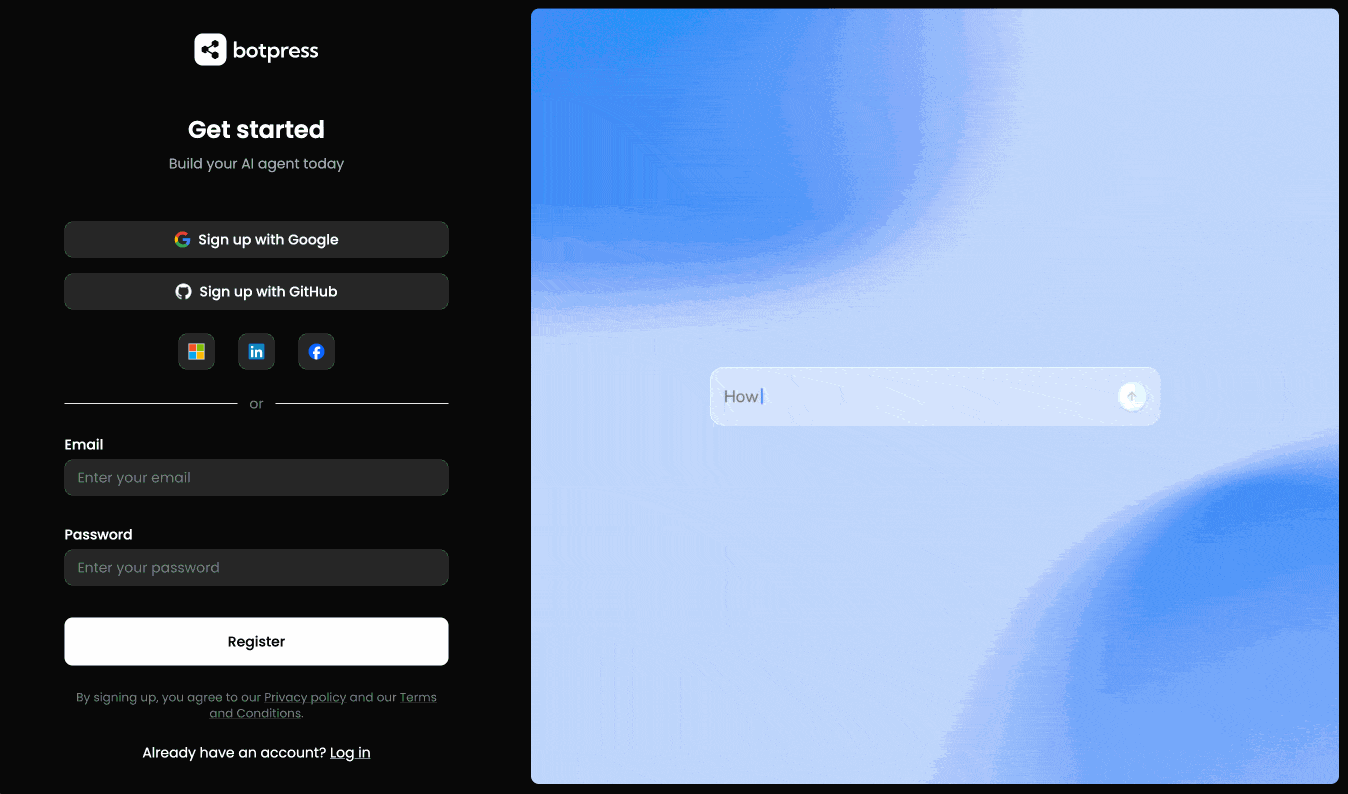 botpress
Get started
Build your AI agent today
Sign up with Google
Sign up with GitHub
in
f
or
Email
Enter your email
Password
Enter your password
Register
By signing up, you agree to our Privacy policy and our Terms
and Conditions.
Already have an account? Log in
How